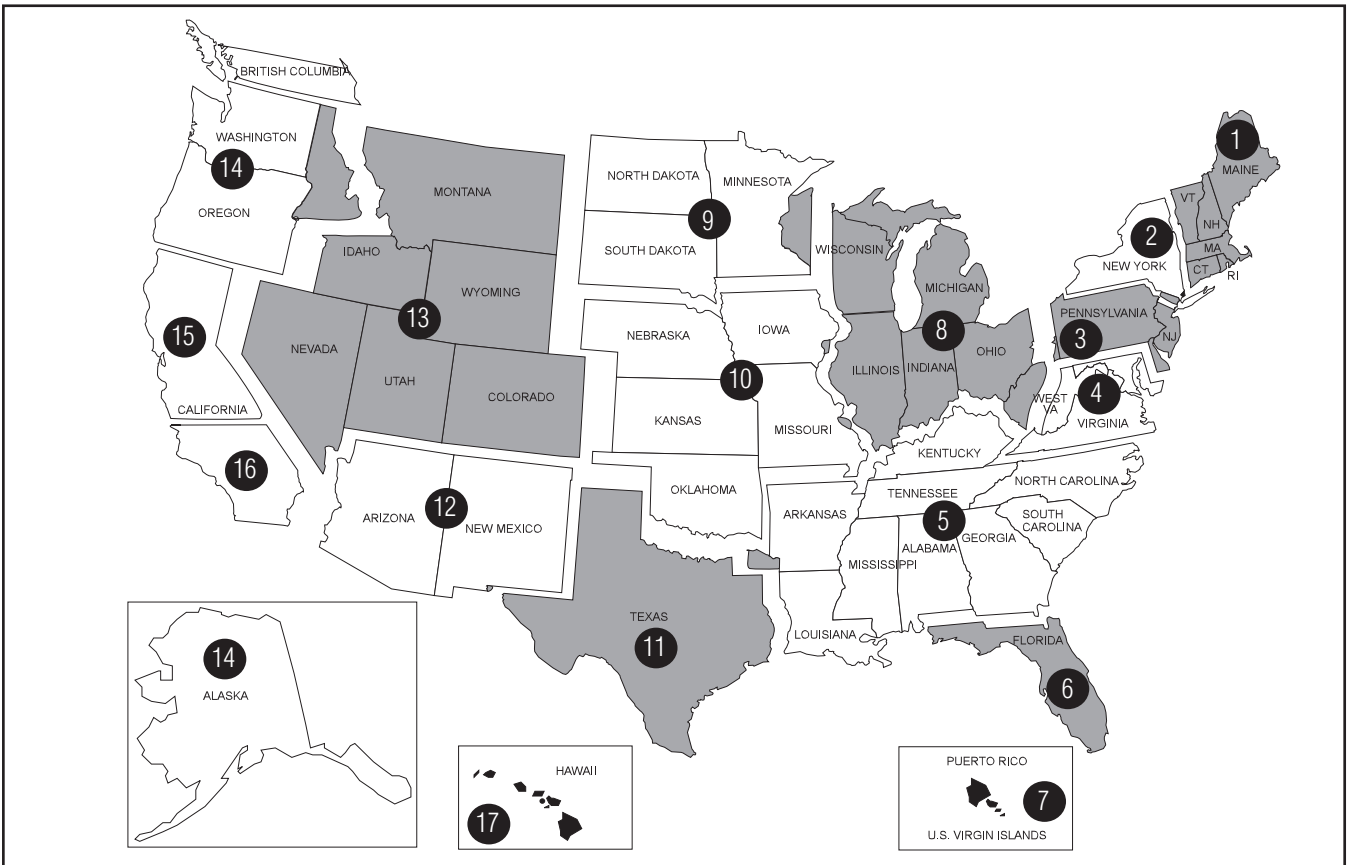 BRITISH COLUMBIA
WASHINGTON
14
OREGON
MONTANA
IDAHO
WYOMING
13
NEVADA
UTAH
COLORADO
15
CALIFORNIA
16
NORTH DAKOTA
MINNESOTA
9
SOUTH DAKOTA
NEBRASKA
IOWA
10
KANSAS
MISSOURI
OKLAHOMA
ARIZONA
12
NEW MEXICO
TEXAS
11
WISCONSIN
MICHIGAN
8
ILLINOIS
INDIANA
OHIO
1
MAINE
VT
NH
MA
CT
RI
2
NEW YORK
PENNSYLVANIA
3
NJ
4
WEST
VA
VIRGINIA
KENTUCKY
TENNESSEE
NORTH CAROLINA
SOUTH
CAROLINA
5
ARKANSAS
MISSISSIPPI
ALABAMA
GEORGIA
LOUISIANA
FLORIDA
6
14
ALASKA
HAWAII
17
PUERTO RICO
7
U.S. VIRGIN ISLANDS